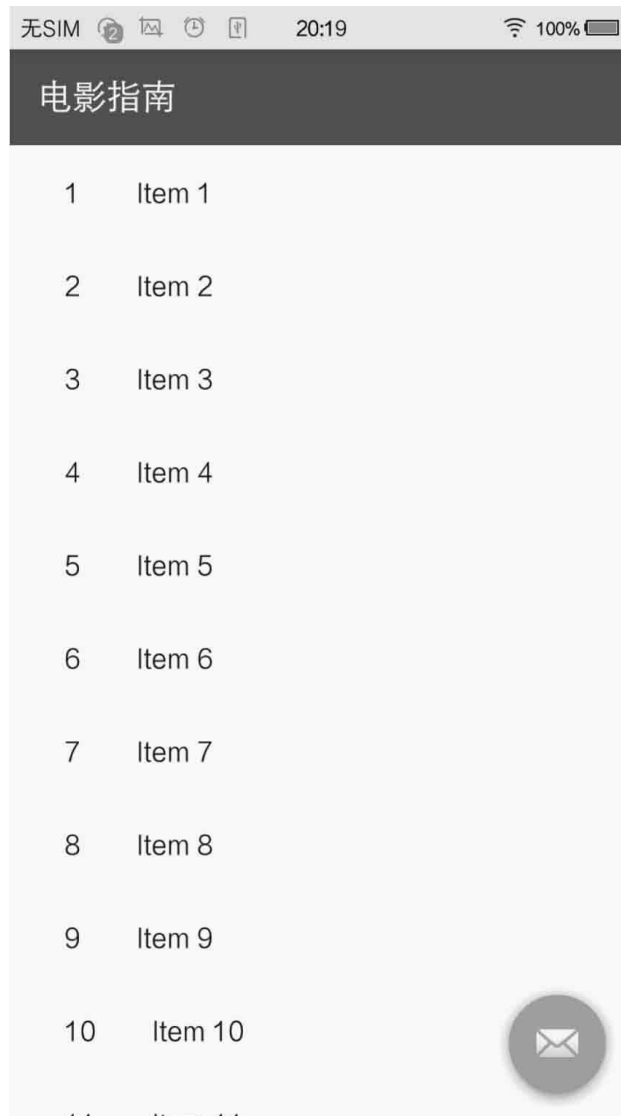 无SIM 2 20:19 100%
电影指南
1 Item 1
2 Item 2
3 Item 3
4 Item 4
5 Item 5
6 Item 6
7 Item 7
8 Item 8
9 Item 9
10 Item 10